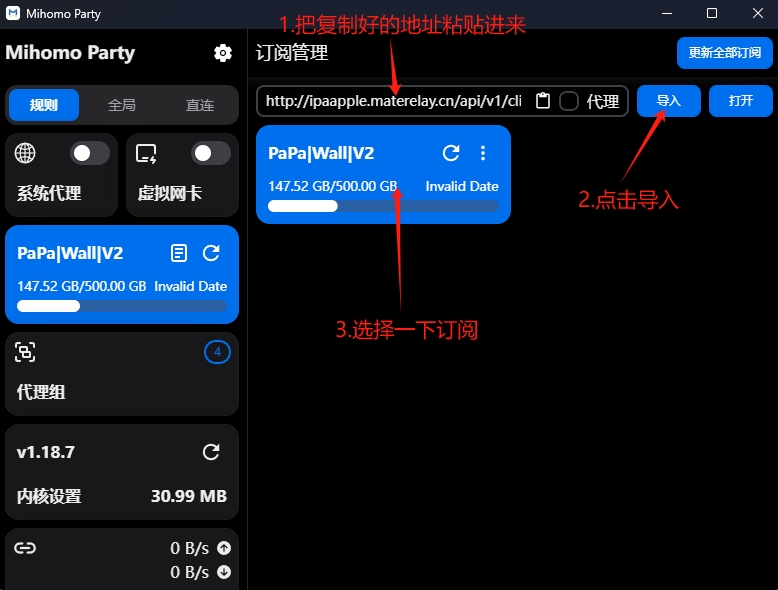 Mihomo Party
1.把复制好的地址粘贴进来
Mihomo Party
订阅管理
更新全部订阅
规则
全局
直连
http://ipaapple.materelay.cn/api/v1/cli
代理
导入
打开
系统代理
虚拟网卡
PaPa|Wall|V2
147.52 GB/500.00 GB
Invalid Date
2.点击导入
PaPa|Wall|V2
147.52 GB/500.00 GB
Invalid Date
3.选择一下订阅
4
代理组
v1.18.7
内核设置
30.99 MB
0 B/s
0 B/s